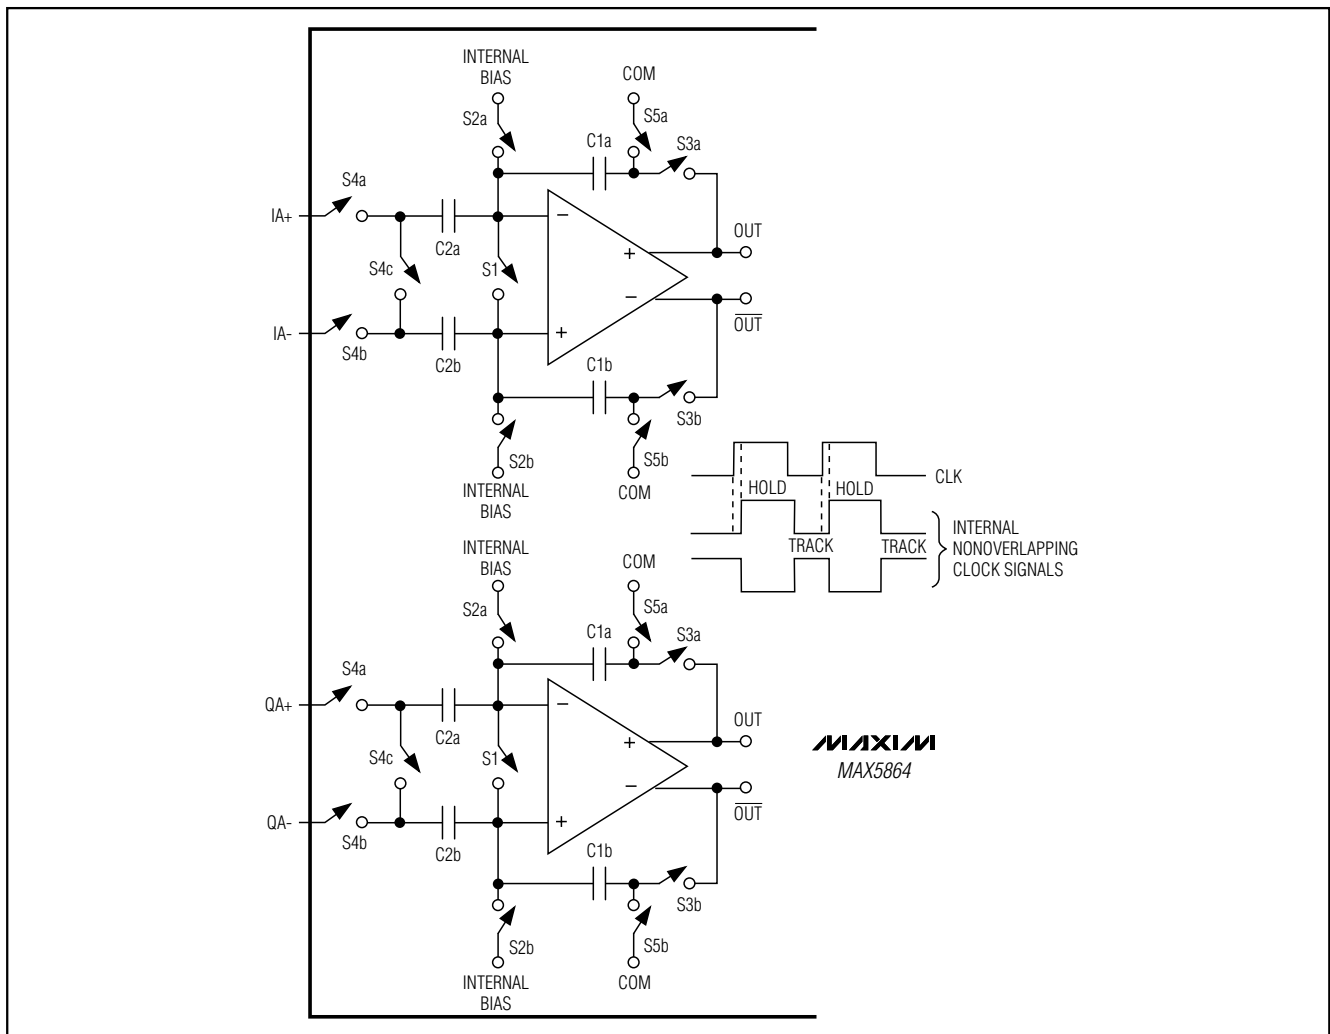 INTERNAL
BIAS
COM
S2a
S5a
C1a
S3a
S4a
IA+
−
C2a
OUT
+
S4c
S1
−
OUT
IA-
+
S4b
C2b
C1b
S3b
S2b
S5b
INTERNAL
BIAS
COM
CLK
HOLD
HOLD
TRACK
TRACK
INTERNAL
NONOVERLAPPING
CLOCK SIGNALS
INTERNAL
BIAS
COM
S2a
S5a
C1a
S3a
S4a
QA+
−
C2a
OUT
+
S4c
S1
MAXIM
MAX5864
−
OUT
QA-
+
S4b
C2b
C1b
S3b
S2b
S5b
INTERNAL
BIAS
COM